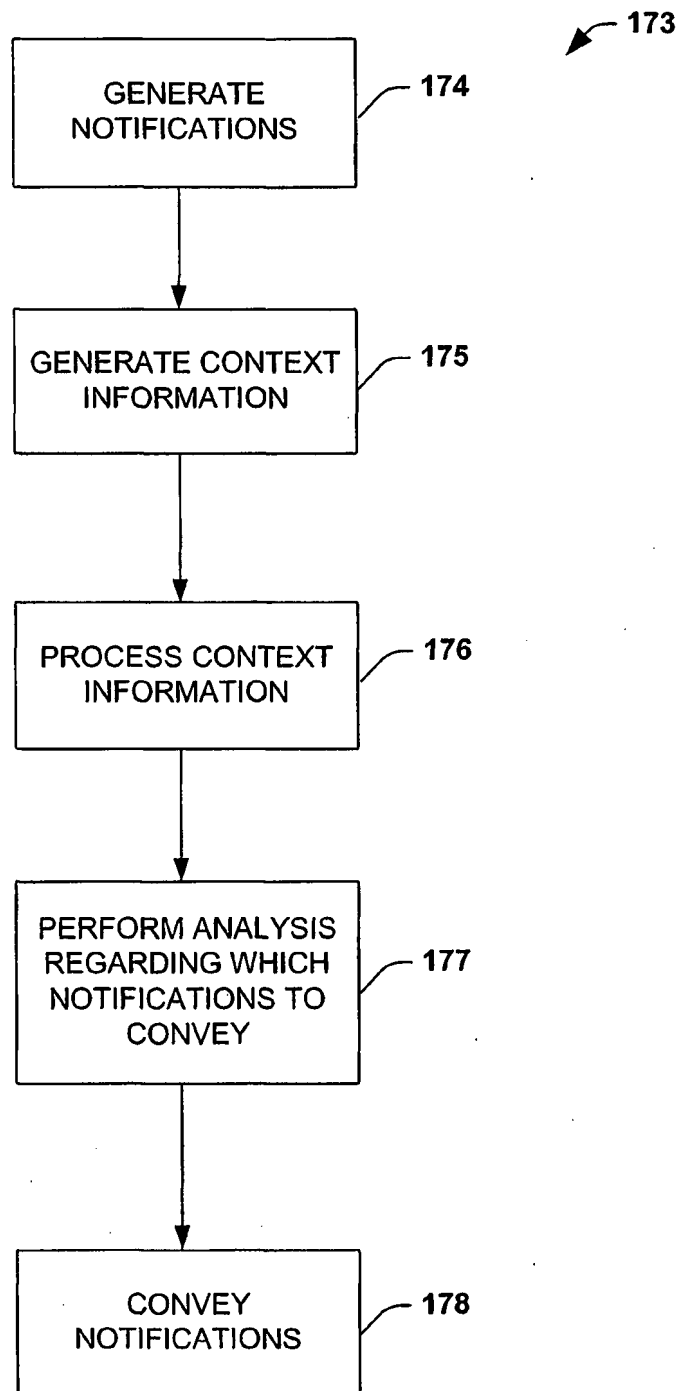 173
GENERATE
NOTIFICATIONS
174
GENERATE CONTEXT
INFORMATION
175
PROCESS CONTEXT
INFORMATION
176
PERFORM ANALYSIS
REGARDING WHICH
NOTIFICATIONS TO
CONVEY
177
CONVEY
NOTIFICATIONS
178